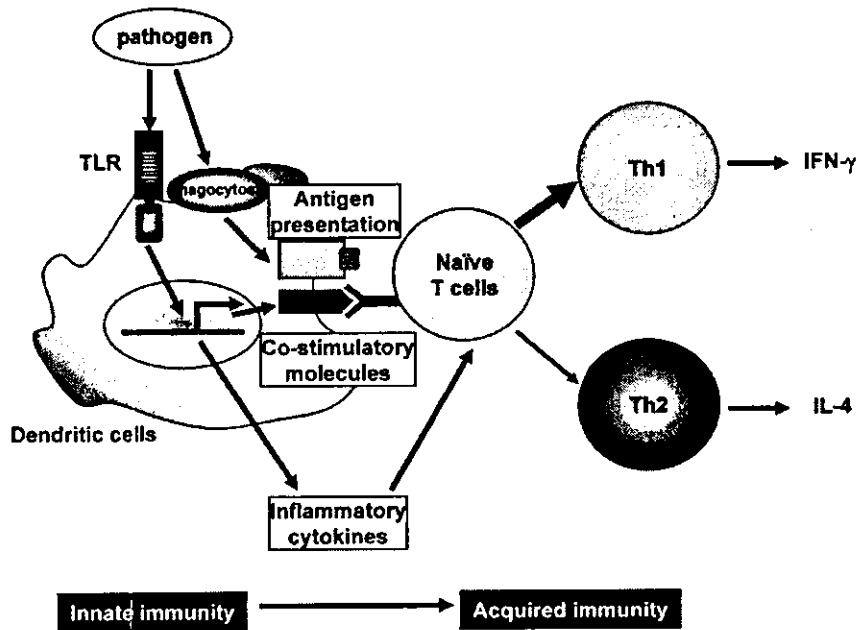 pathogen
TLR
hagocytos
Antigen
presentation
Naïve
T cells
Co-stimulatory
molecules
Dendritic cells
Inflammatory
cytokines
Th1
IFN-γ
Th2
IL-4
Innate immunity
Acquired immunity